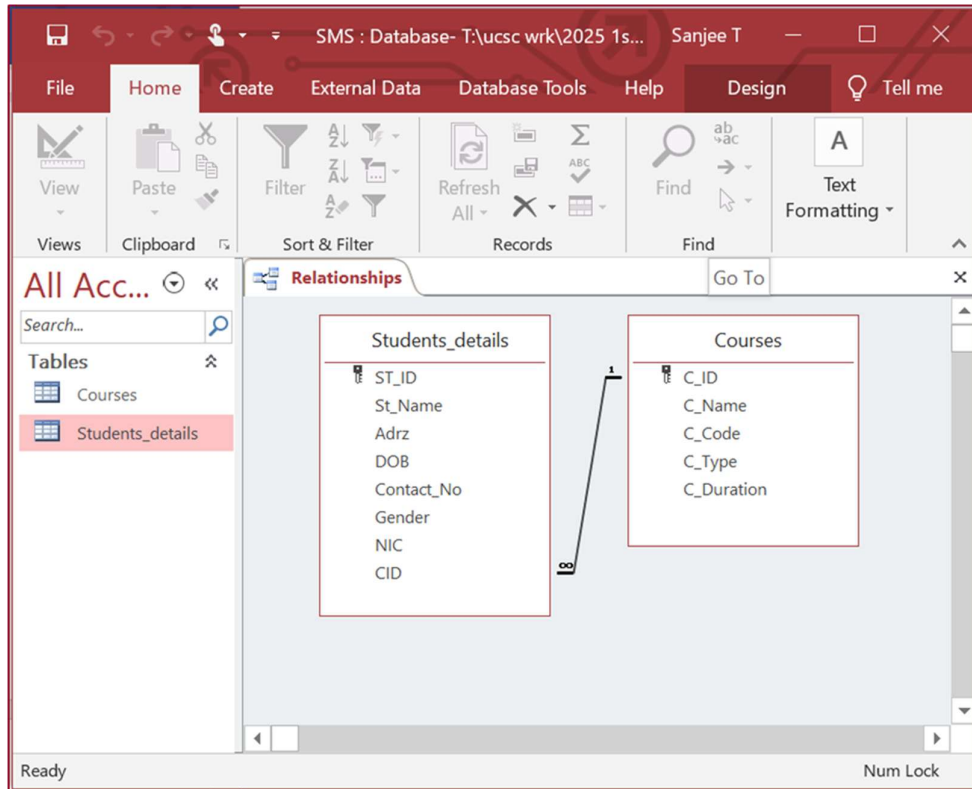 SMS : Database- T:\ucsc wrk\2025 1s... Sanjee T
File Home Create External Data Database Tools Help Design Tell me
View
Paste
Filter
Refresh
All
ABC
Find
ab
ac
A
Text
Formatting
Views Clipboard Sort & Filter Records Find
All Acc...
Search...
Tables
Courses
Students_details
Relationships
Go To
Students_details
ST_ID
St_Name
Adrz
DOB
Contact_No
Gender
NIC
CID
1
∞
Courses
C_ID
C_Name
C_Code
C_Type
C_Duration
Ready Num Lock